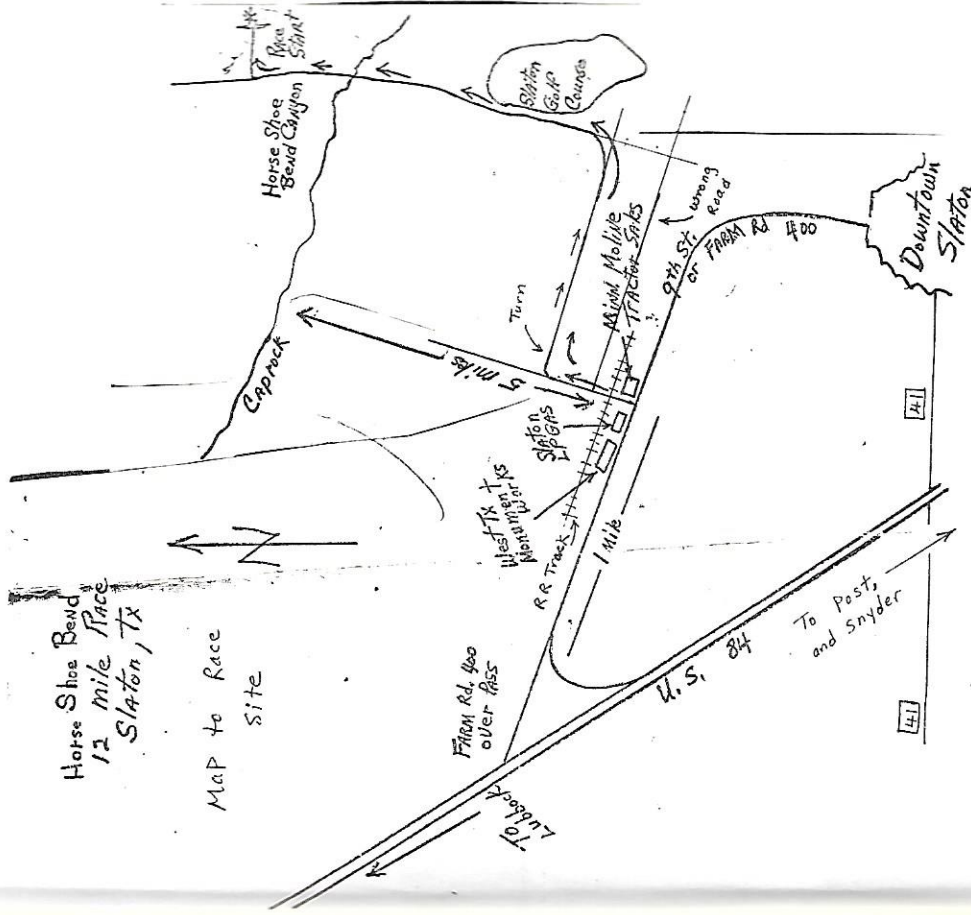 Horse Shoe Bend
12 mile Race
Slaton, TX
Map to Race
Site
N
Race
START
Horse Shoe
Bend Canyon
Caprock
Slaton
Golf
Course
Turn
5 miles
West TX
Monument Works
Slaton
LP GAS
Minn Moline
TRACTOR Sales
wrong
Road
R.R Track
1 Mile
9th St.
or FARM Rd 400
FARM Rd. 400
over PASS
To
Lubbock
U.S. 84
To Post,
and Snyder
41
41
Downtown
Slaton